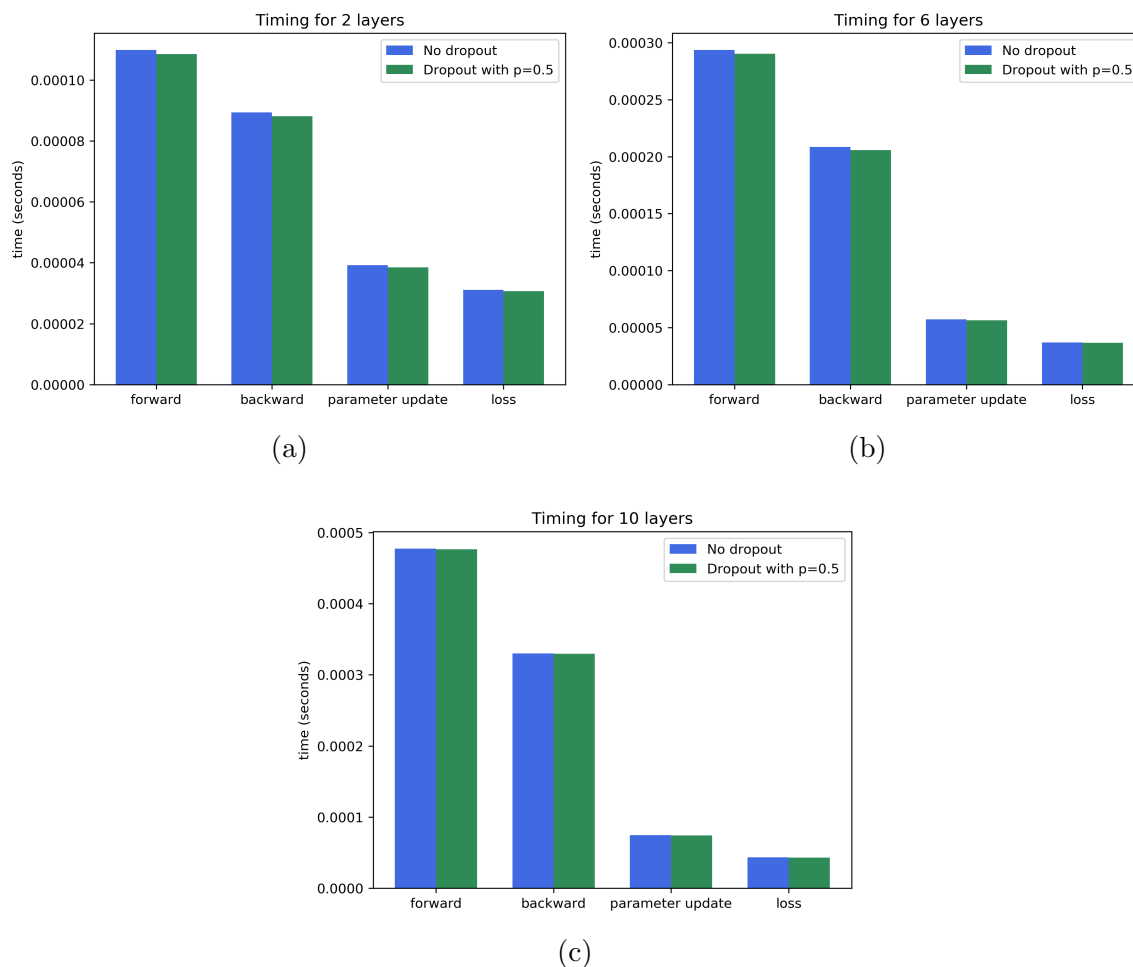 Timing for 2 layers
time (seconds)
0.00010
0.00008
0.00006
0.00004
0.00002
0.00000
No dropout
Dropout with p=0.5
forward backward parameter update loss
(a)
Timing for 6 layers
time (seconds)
0.00030
0.00025
0.00020
0.00015
0.00010
0.00005
0.00000
No dropout
Dropout with p=0.5
forward backward parameter update loss
(b)
Timing for 10 layers
time (seconds)
0.0005
0.0004
0.0003
0.0002
0.0001
0.0000
No dropout
Dropout with p=0.5
forward backward parameter update loss
(c)